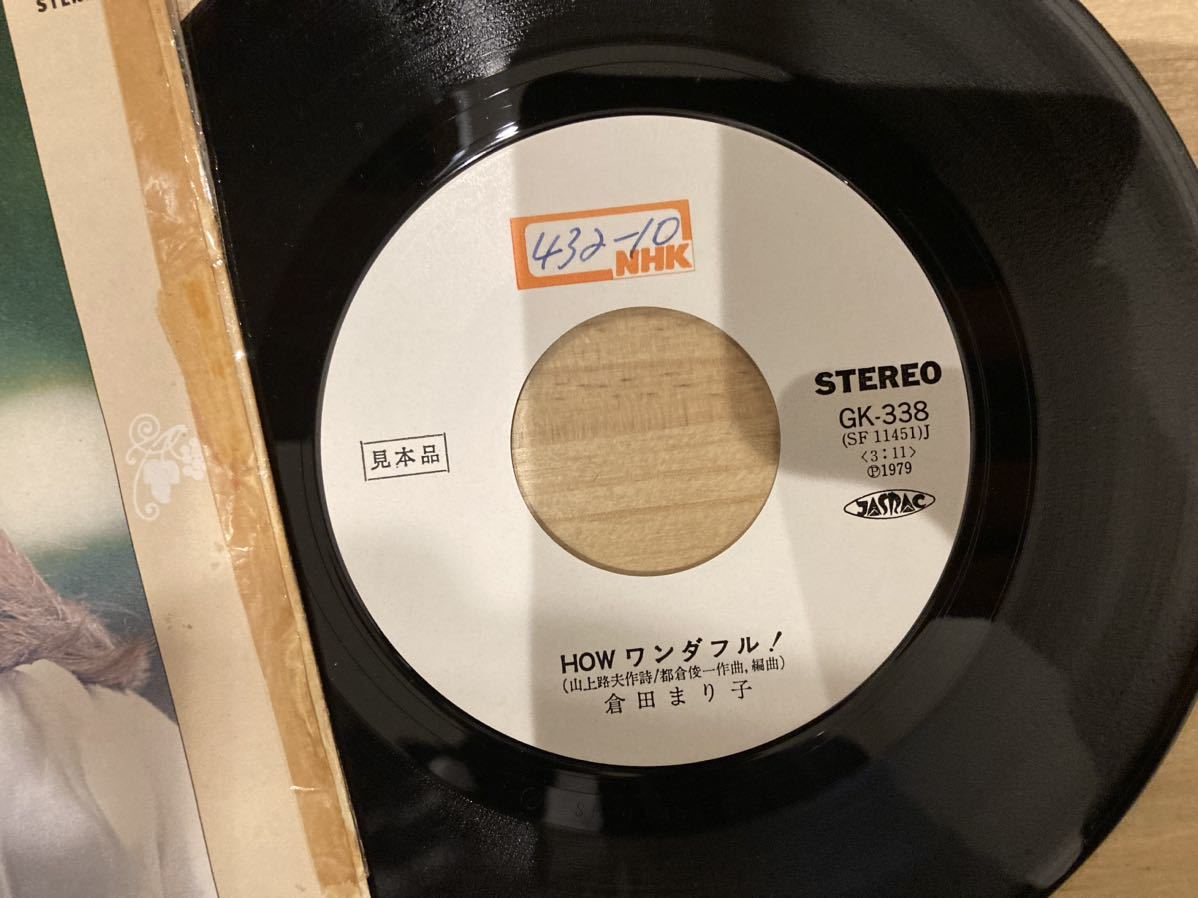 432-10
NHK
見本品
STEREO
GK-338
(SF 11451)J
〈3:11〉
Ⓟ1979
JASRAC
HOW ワンダフル!
(山上路夫作詩/都倉俊一作曲,編曲)
倉田まり子